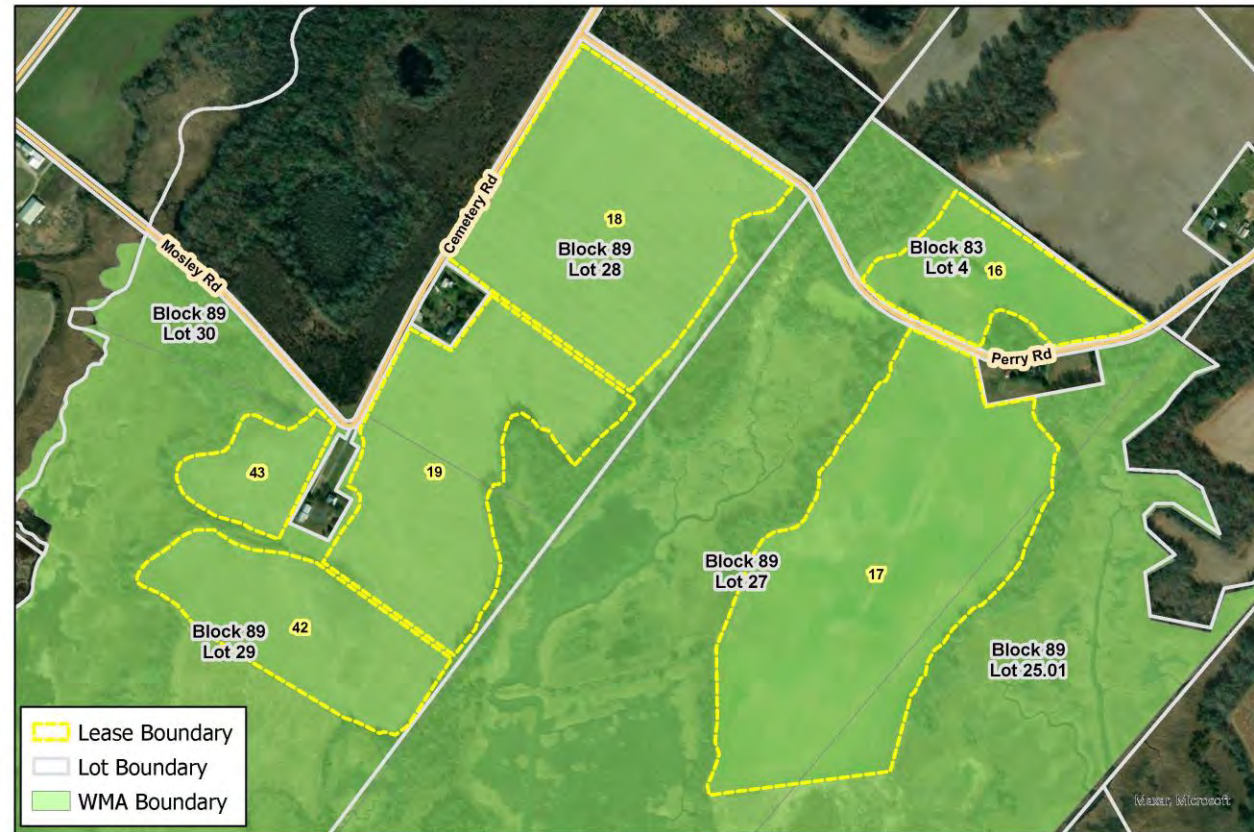 Cemetery Rd
18
Block 89
Lot 28
Block 83
Lot 4
16
Mosley Rd
Block 89
Lot 30
Perry Rd
43
19
Block 89
Lot 27
17
42
Block 89
Lot 29
Block 89
Lot 25.01
Lease Boundary
Lot Boundary
WMA Boundary
Maxar, Microsoft